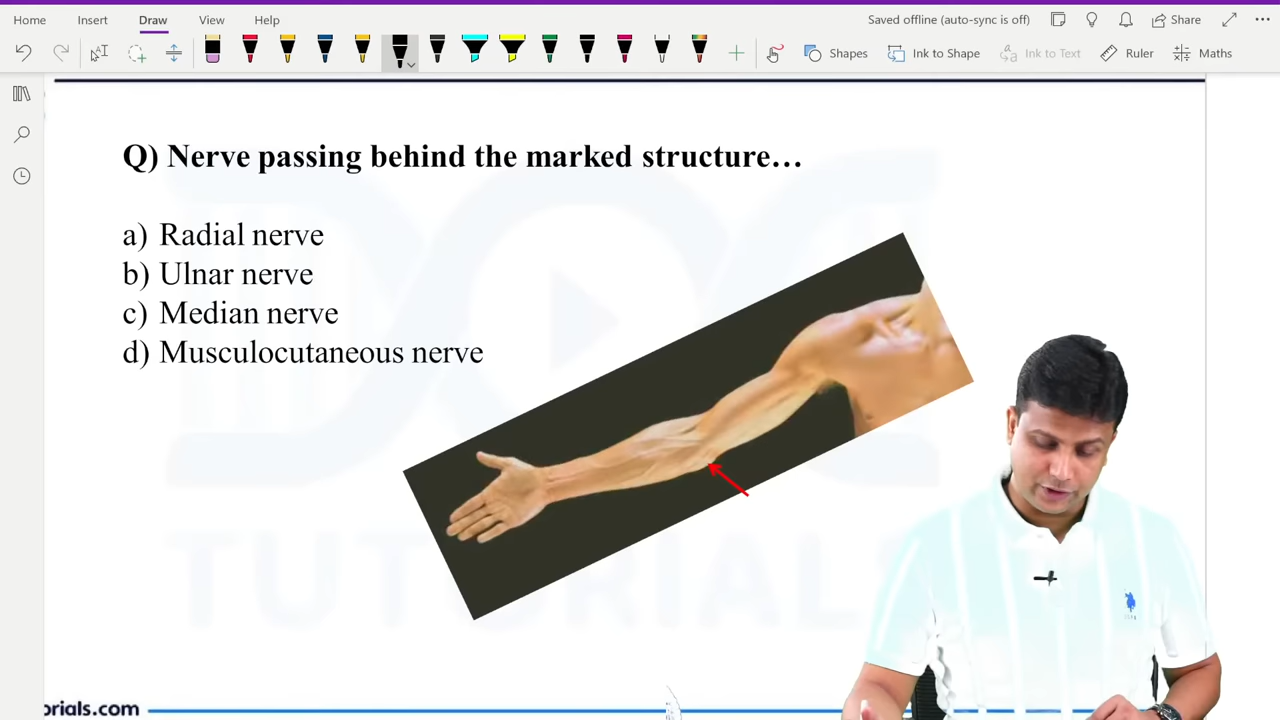 Home Insert Draw View Help Saved offline (auto-sync is off) Share
Shapes Ink to Shape Ink to Text Ruler Maths
Q) Nerve passing behind the marked structure…
a) Radial nerve
b) Ulnar nerve
c) Median nerve
d) Musculocutaneous nerve
TUTORIALS
orials.com